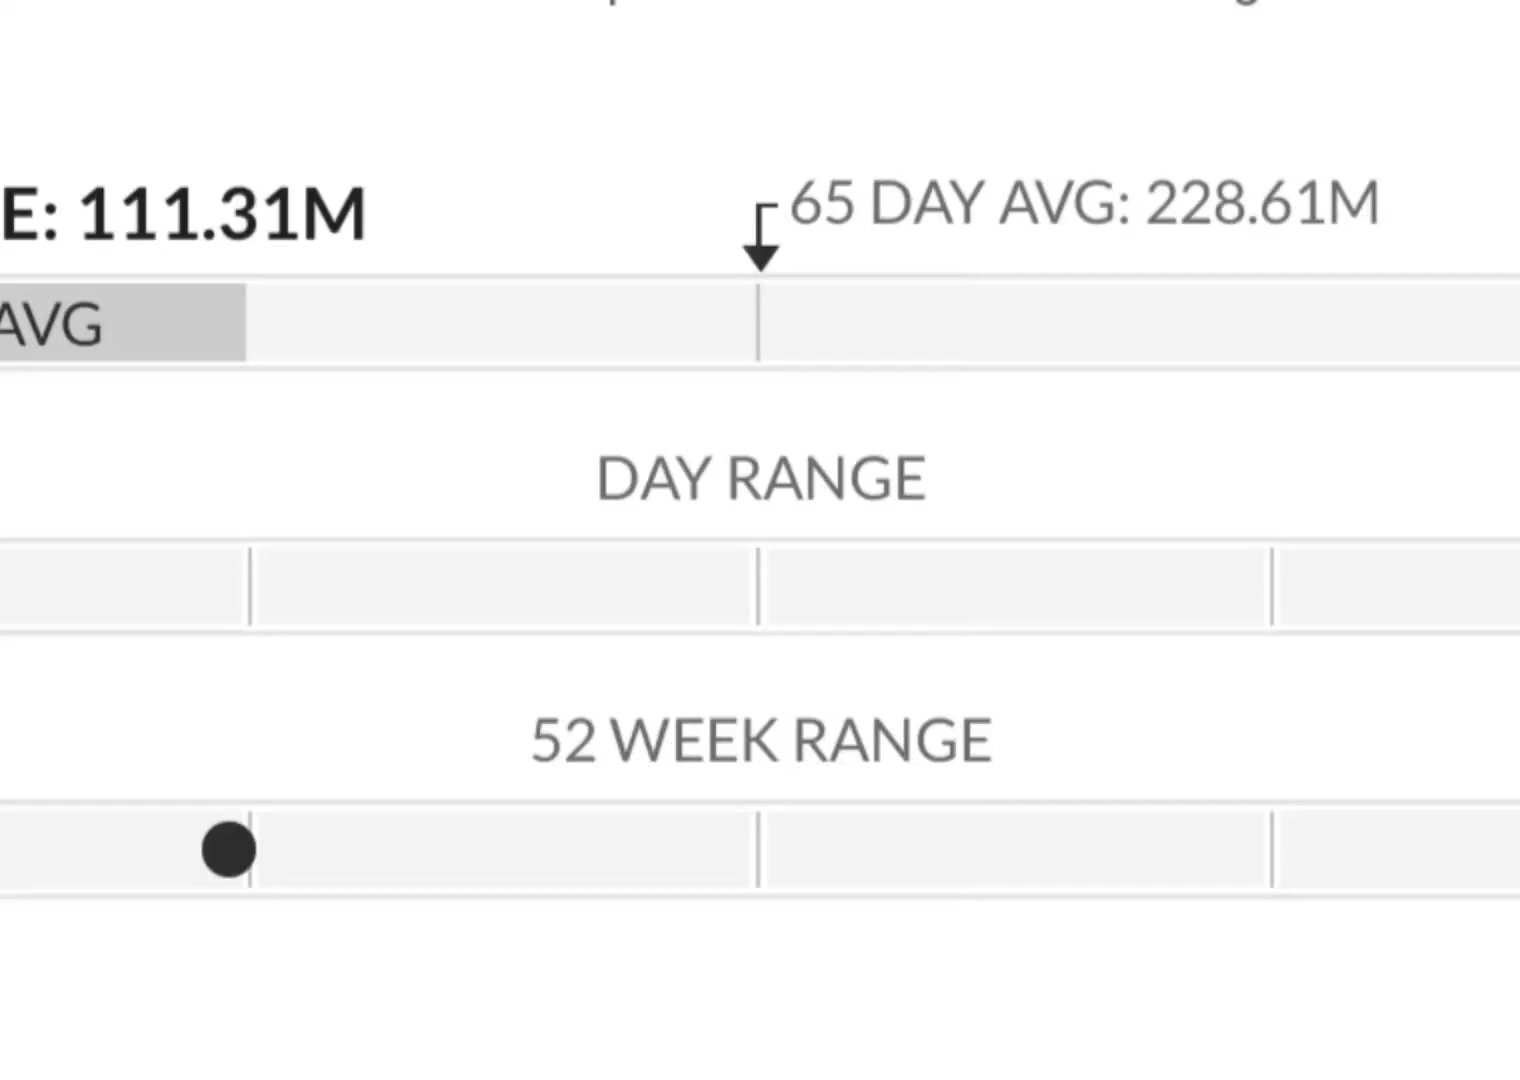 E: 111.31M
65 DAY AVG: 228.61M
AVG
DAY RANGE
52 WEEK RANGE